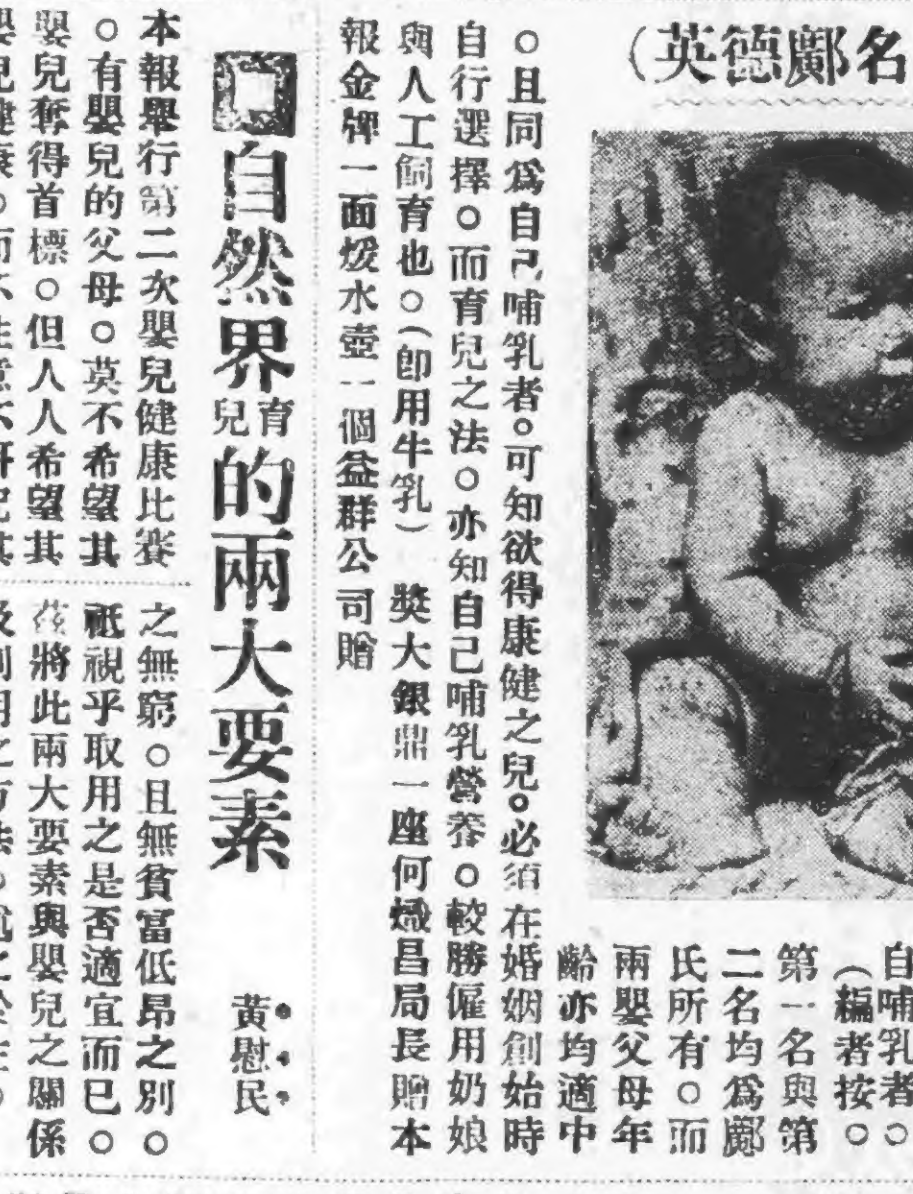 名鄺德英）
自哺乳者。
（編者按。
第一名與第
二名均爲鄺
氏所有。而
兩嬰父母年
齡亦均適中
。且同爲自己哺乳者。可知欲得康健之兒。必須在婚姻創始時
自行選擇。而育兒之法。亦知自己哺乳營養。較勝僱用奶娘
與人工飼育也。（卽用牛乳） 獎大銀鼎一座何熾昌局長贈本
報金牌一面煖水壺一個益群公司贈
自然界育兒的兩大要素 黃慰民
本報舉行第二次嬰兒健康比賽
。有嬰兒的父母。莫不希望其
嬰兒奪得首標。但人人希望其
之無窮。且無貧富低昂之別。
祇視乎取用之是否適宜而已。
茲將此兩大要素與嬰兒之關係